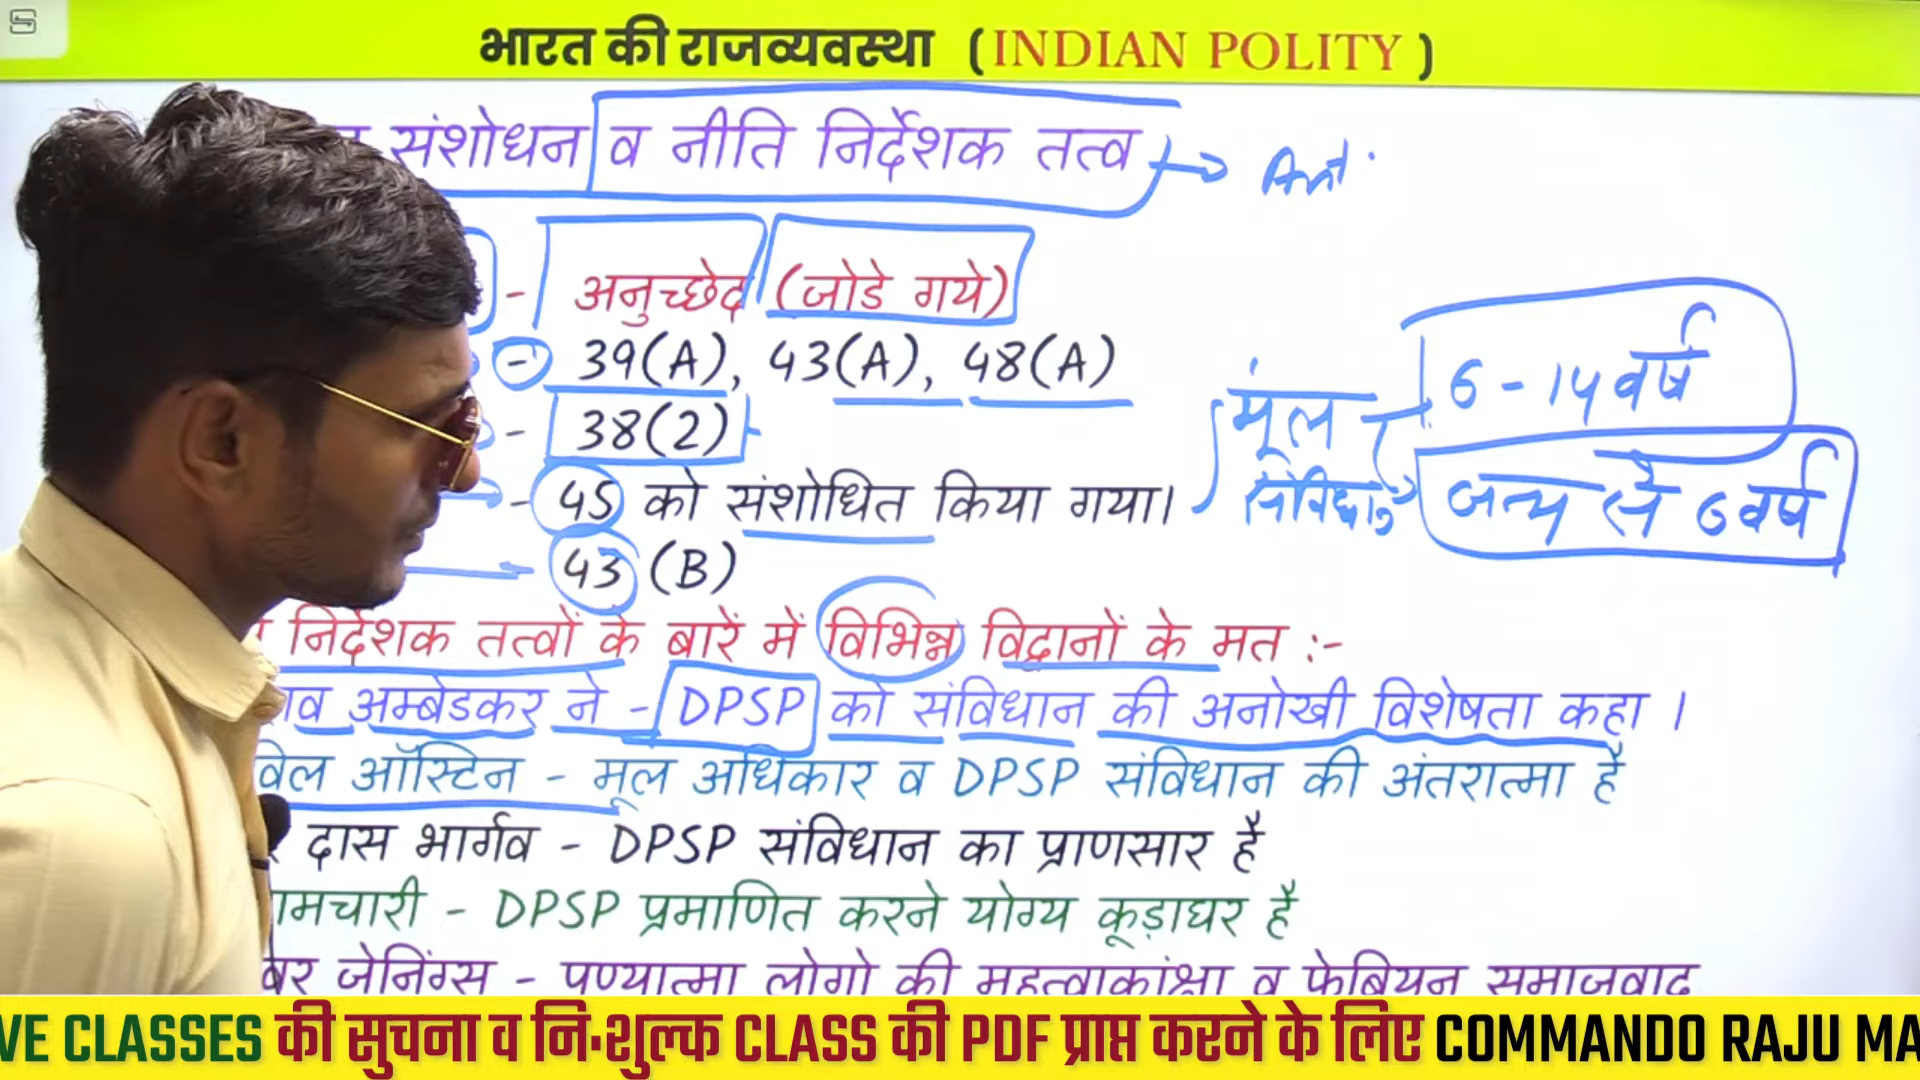 भारत की राजव्यवस्था (INDIAN POLITY)
संशोधन व नीति निर्देशक तत्व
- अनुच्छेद (जोडे गये)
- 39(A), 43(A), 48(A)
- 38(2)
- 45 को संशोधित किया गया।
43 (B)
मूल
6-14 वर्ष
जन्म से 6 वर्ष
निर्देशक तत्वों के बारें में विभिन्न विद्वानों के मत :-
अम्बेडकर ने - DPSP को संविधान की अनोखी विशेषता कहा ।
ऑस्टिन - मूल अधिकार व DPSP संविधान की अंतरात्मा है
दास भार्गव - DPSP संविधान का प्राणसार है
- DPSP प्रमाणित करने योग्य कूड़ाघर है
जेनिंग्स - पुण्यात्मा लोगो की महत्वाकांक्षा व फेबियन समाजवाद
VE CLASSES की सुचना व नि:शुल्क CLASS की PDF प्राप्त करने के लिए COMMANDO RAJU MA